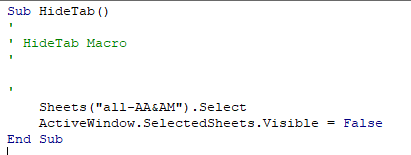 Sub HideTab()
'
' HideTab Macro
'

'
    Sheets("all-AA&AM").Select
    ActiveWindow.SelectedSheets.Visible = False
End Sub